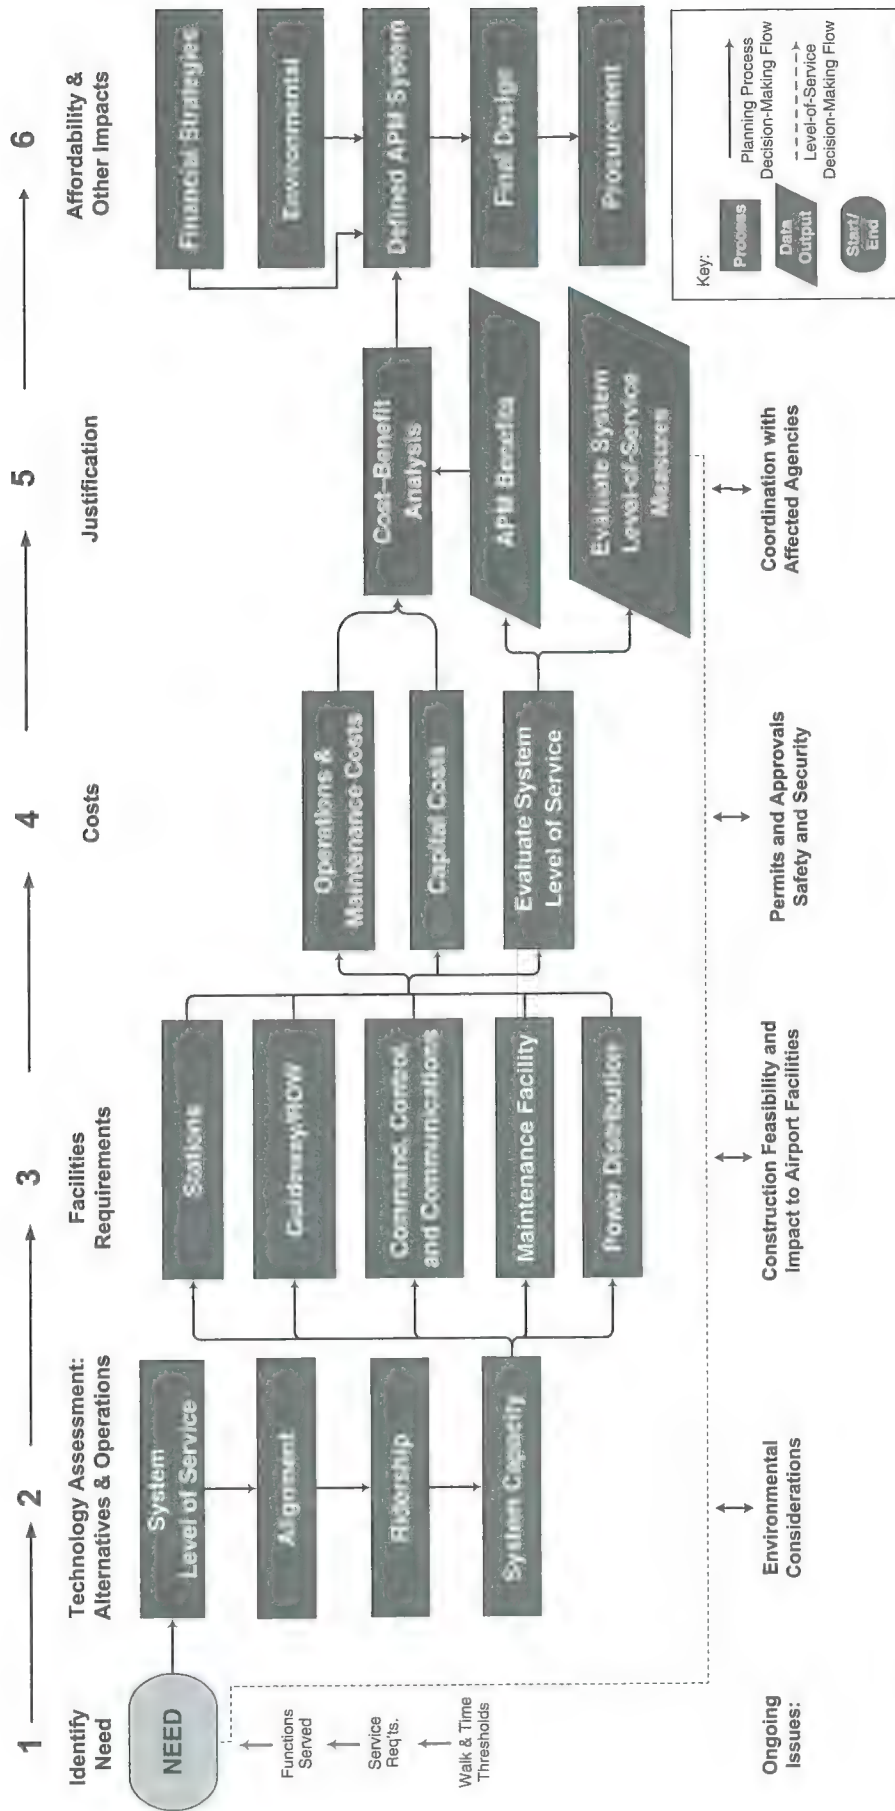 1
2
3
4
5
6
Identify
Need
Technology Assessment:
Alternatives & Operations
Facilities
Requirements
Costs
Justification
Affordability &
Other Impacts
NEED
Functions
Served
Service
Req'ts.
Walk & Time
Thresholds
System
Level of Service
Alignment
Ridership
System Capacity
Stations
Guideway/ROW
Command, Control,
and Communications
Maintenance Facility
Power Distribution
Operations &
Maintenance Costs
Capital Costs
Evaluate System
Level of Service
Cost–Benefit
Analysis
APM Benefits
Evaluate System
Level-of-Service
Measures
Financial Strategies
Environmental
Defined APM System
Final Design
Procurement
Ongoing
Issues:
Environmental
Considerations
Construction Feasibility and
Impact to Airport Facilities
Permits and Approvals
Safety and Security
Coordination with
Affected Agencies
Key:
Process
Data
Output
Start/
End
Planning Process
Decision-Making Flow
Level-of-Service
Decision-Making Flow